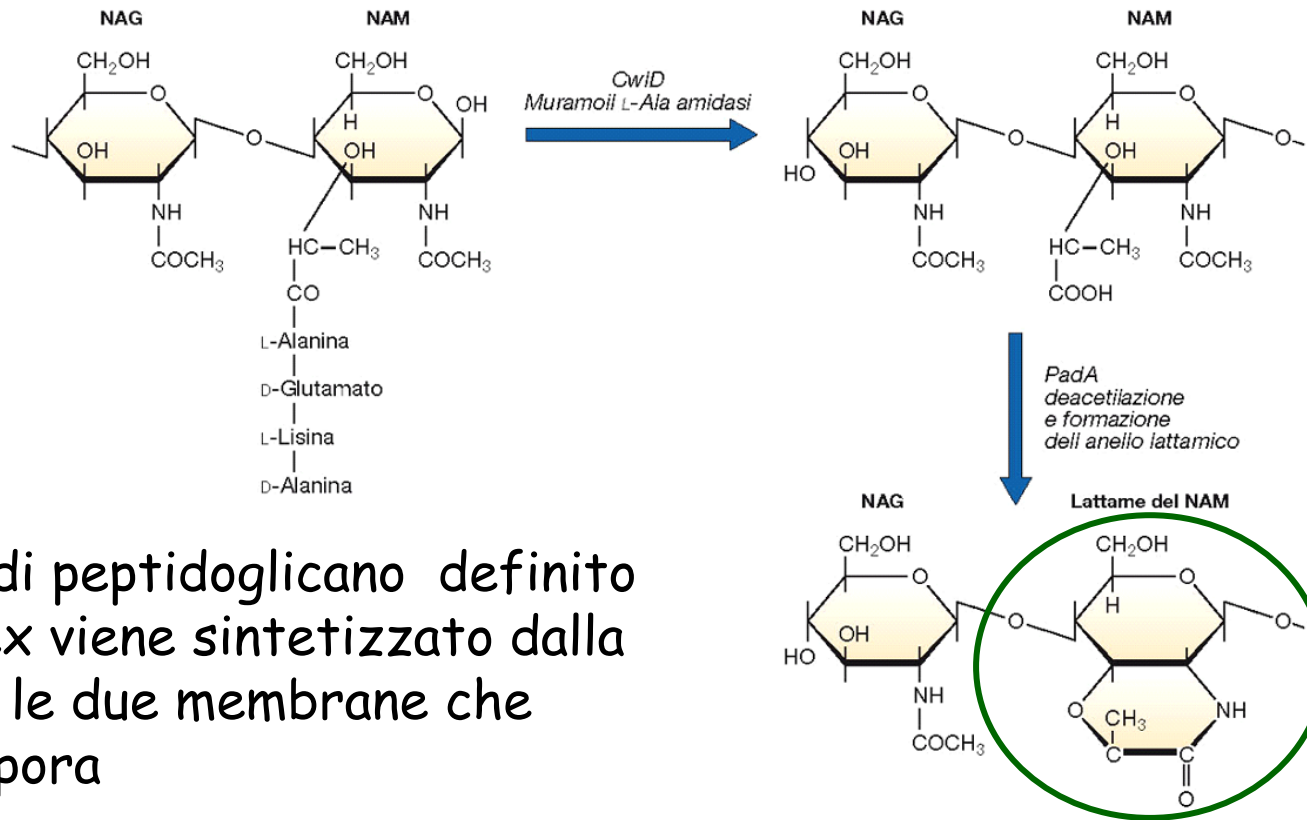 NAG NAM
CH₂OH CH₂OH
O O OH
H
OH O OH
NH NH
HC–CH₃
COCH₃ COCH₃
CO
L-Alanina
D-Glutamato
L-Lisina
D-Alanina
CwlD
Muramoil L-Ala amidasi
NAG NAM
CH₂OH CH₂OH
O O
H
OH O OH O
HO
NH NH
HC–CH₃
COCH₃ COCH₃
COOH
PadA
deacetilazione
e formazione
dell anello lattamico
NAG Lattame del NAM
CH₂OH CH₂OH
O O
H
OH O O
HO
NH O CH₃ NH
COCH₃ C C
O
di peptidoglicano definito
x viene sintetizzato dalla
le due membrane che
pora